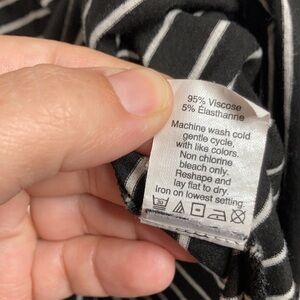 95% Viscose
5% Élasthanne
Machine wash cold
gentle cycle,
with like colors.
Non chlorine
bleach only.
Reshape and
lay flat to dry.
Iron on lowest setting.